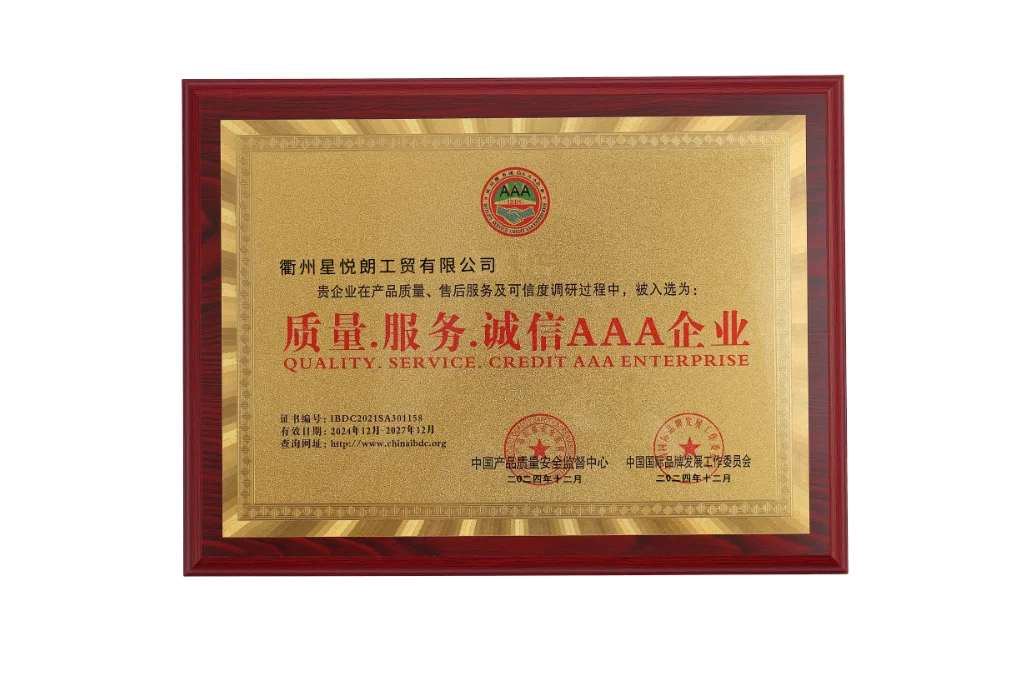 AAA
IBDC
衢州星悦朗工贸有限公司
贵企业在产品质量、售后服务及可信度调研过程中，被入选为：
质量.服务.诚信AAA企业
QUALITY. SERVICE. CREDIT AAA ENTERPRISE
证书编号：IBDC2021SA301158
有效日期：2024年12月-2027年12月
查询网址：http://www.chinaibdc.org
中国产品质量安全监督中心 中国国际品牌发展工作委员会
二〇二四年十二月 二〇二四年十二月